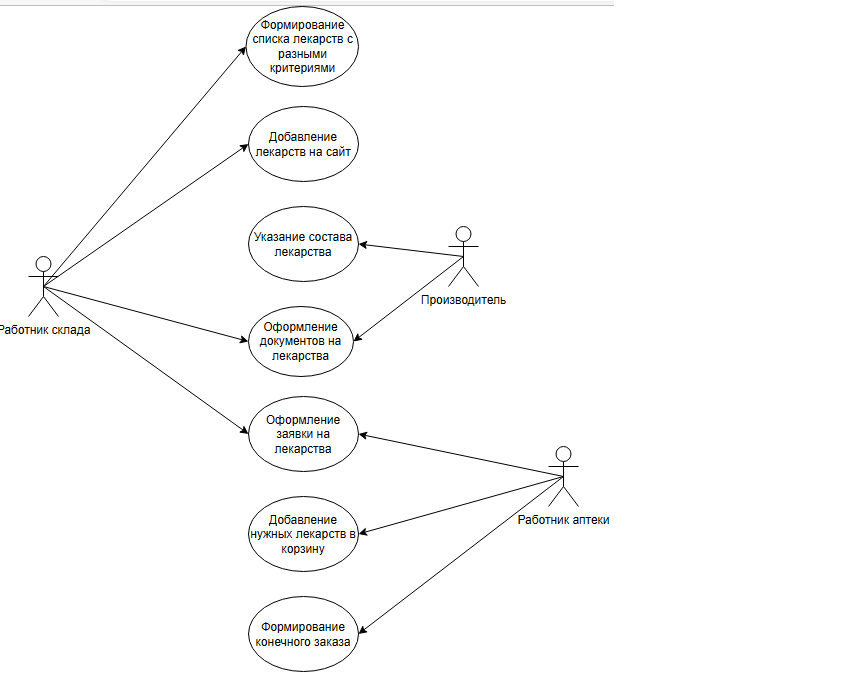 Формирование
списка лекарств с
разными
критериями
Добавление
лекарств на сайт
Указание состава
лекарства
Производитель
Работник склада
Оформление
документов на
лекарства
Оформление
заявки на
лекарства
Работник аптеки
Добавление
нужных лекарств в
корзину
Формирование
конечного заказа